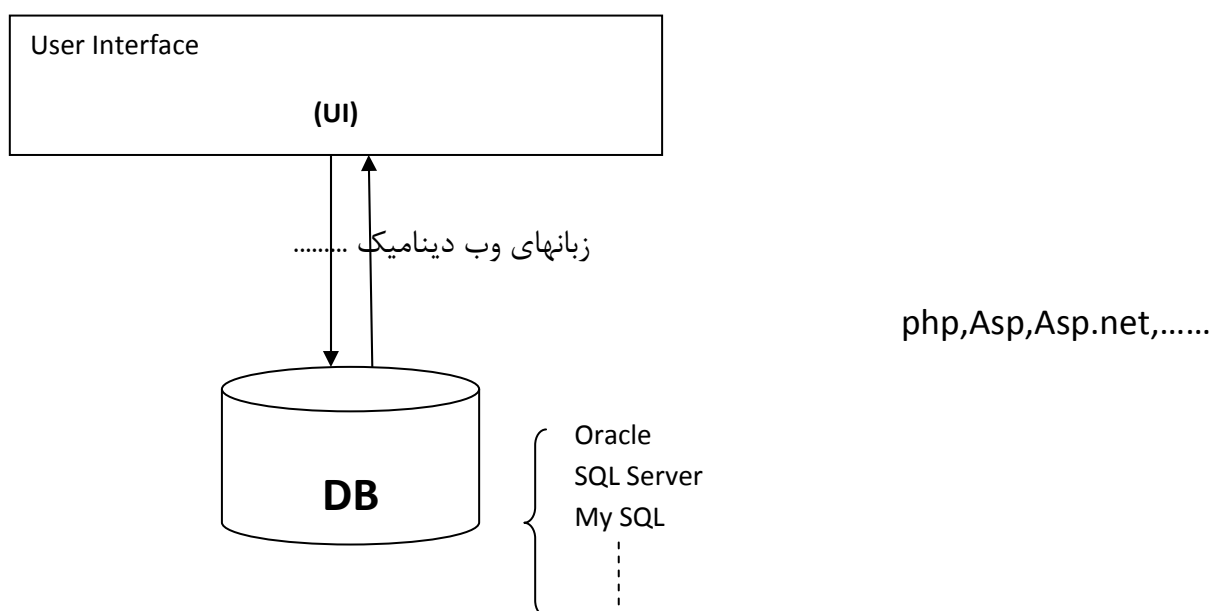 User Interface
(UI)
زبانهای وب دینامیک .........
php,Asp,Asp.net,……
Oracle
SQL Server
My SQL
DB